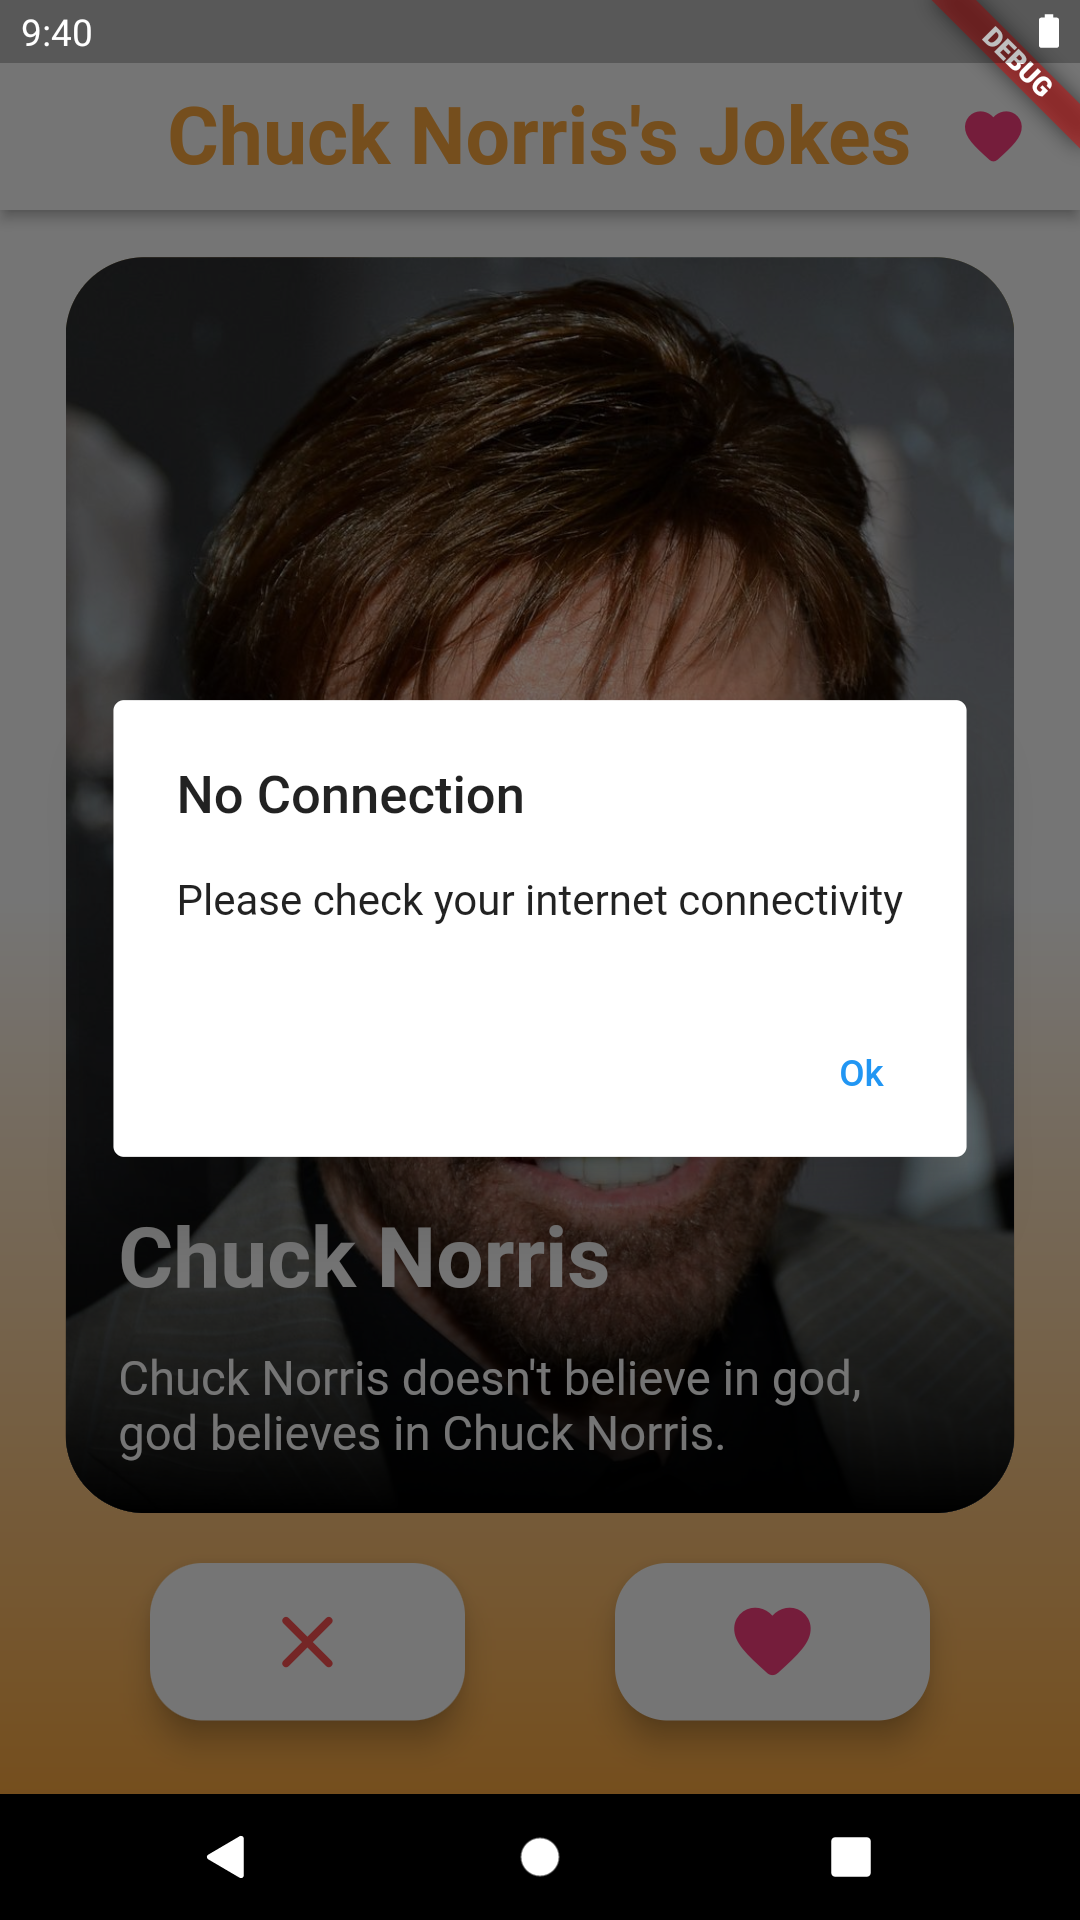 9:40
DEBUG
Chuck Norris's Jokes
No Connection
Please check your internet connectivity
Ok
Chuck Norris
Chuck Norris doesn't believe in god,
god believes in Chuck Norris.